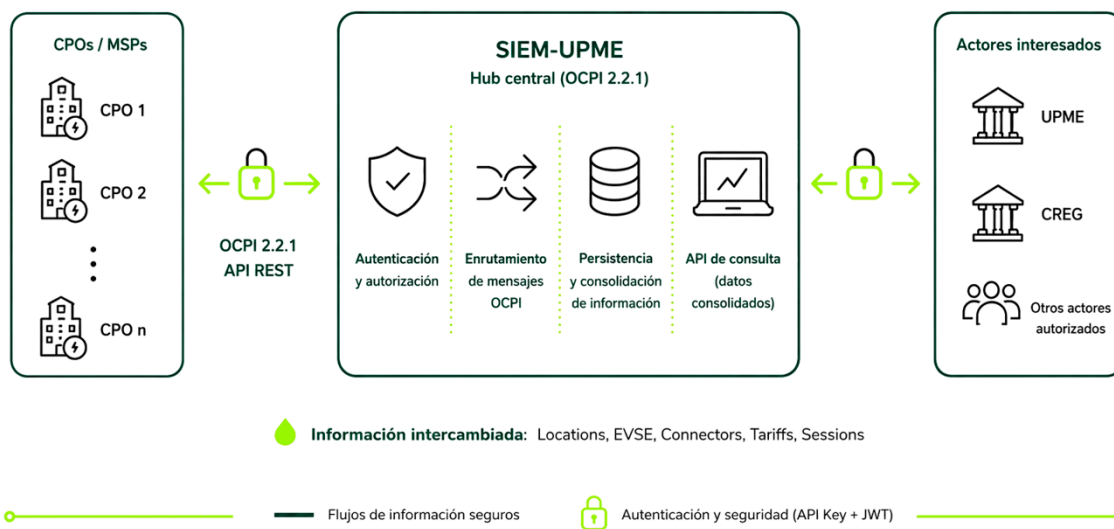 CPOs / MSPs
CPO 1
CPO 2
CPO n
OCPI 2.2.1
API REST
SIEM-UPME
Hub central (OCPI 2.2.1)
Autenticación
y autorización
Enrutamiento
de mensajes
OCPI
Persistencia
y consolidación
de información
API de consulta
(datos
consolidados)
Actores interesados
UPME
CREG
Otros actores
autorizados
Información intercambiada: Locations, EVSE, Connectors, Tariffs, Sessions
Flujos de información seguros
Autenticación y seguridad (API Key + JWT)